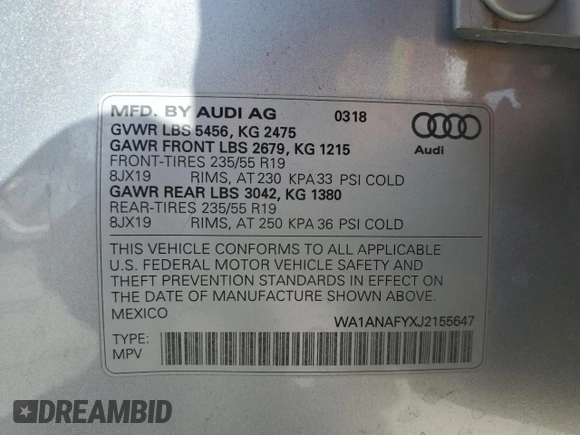 MFD. BY AUDI AG 0318
GVWR LBS 5456, KG 2475
GAWR FRONT LBS 2679, KG 1215
FRONT-TIRES 235/55 R19
8JX19 RIMS, AT 230 KPA 33 PSI COLD
GAWR REAR LBS 3042, KG 1380
REAR-TIRES 235/55 R19
8JX19 RIMS, AT 250 KPA 36 PSI COLD
Audi
THIS VEHICLE CONFORMS TO ALL APPLICABLE
U.S. FEDERAL MOTOR VEHICLE SAFETY AND
THEFT PREVENTION STANDARDS IN EFFECT ON
THE DATE OF MANUFACTURE SHOWN ABOVE
MEXICO WA1ANAFYXJ2155647
TYPE:
MPV
DREAMBID